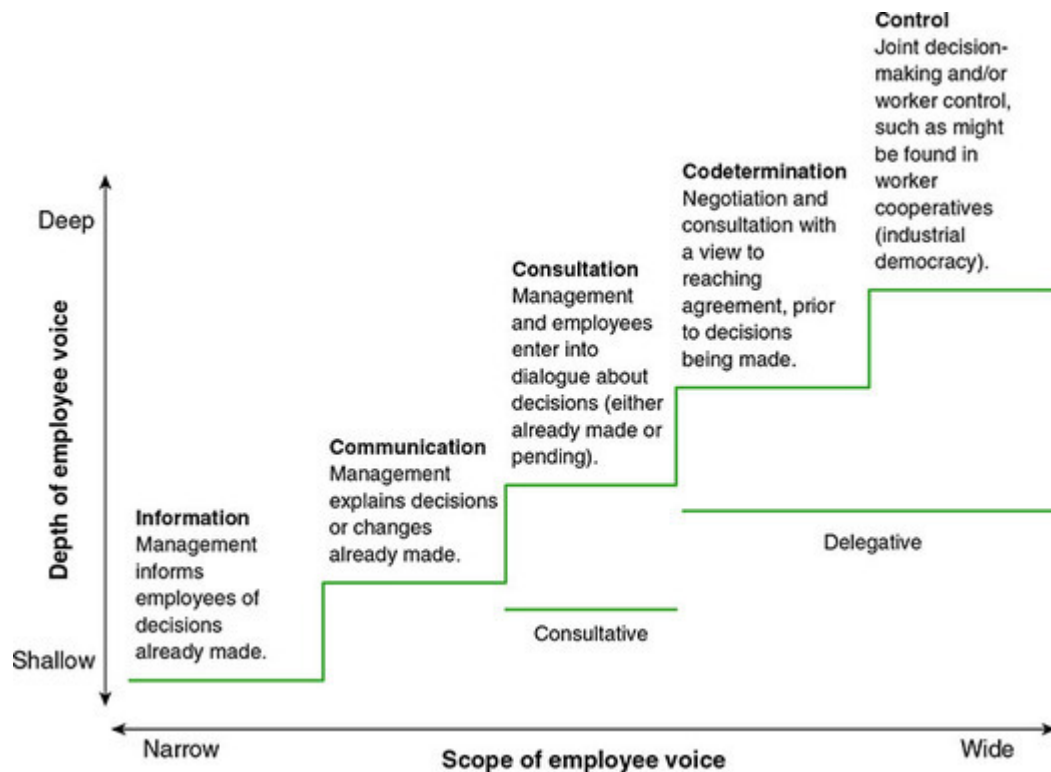 Control
Joint decision-
making and/or
worker control,
such as might
be found in
worker
cooperatives
(industrial
democracy).
Codetermination
Negotiation and
consultation with
a view to
reaching
agreement, prior
to decisions
being made.
Consultation
Management
and employees
enter into
dialogue about
decisions (either
already made or
pending).
Communication
Management
explains decisions
or changes
already made.
Information
Management
informs
employees of
decisions
already made.
Deep
Depth of employee voice
Shallow
Consultative
Delegative
Narrow
Scope of employee voice
Wide